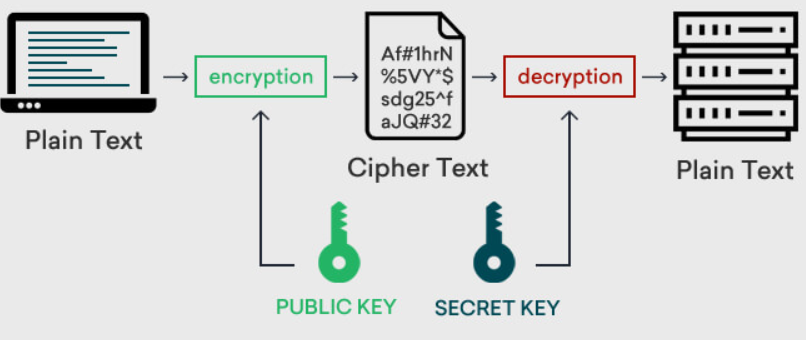 encryption
Af#1hrN
%5VY*$
sdg25^f
aJQ#32
decryption
Plain Text
Cipher Text
Plain Text
PUBLIC KEY
SECRET KEY